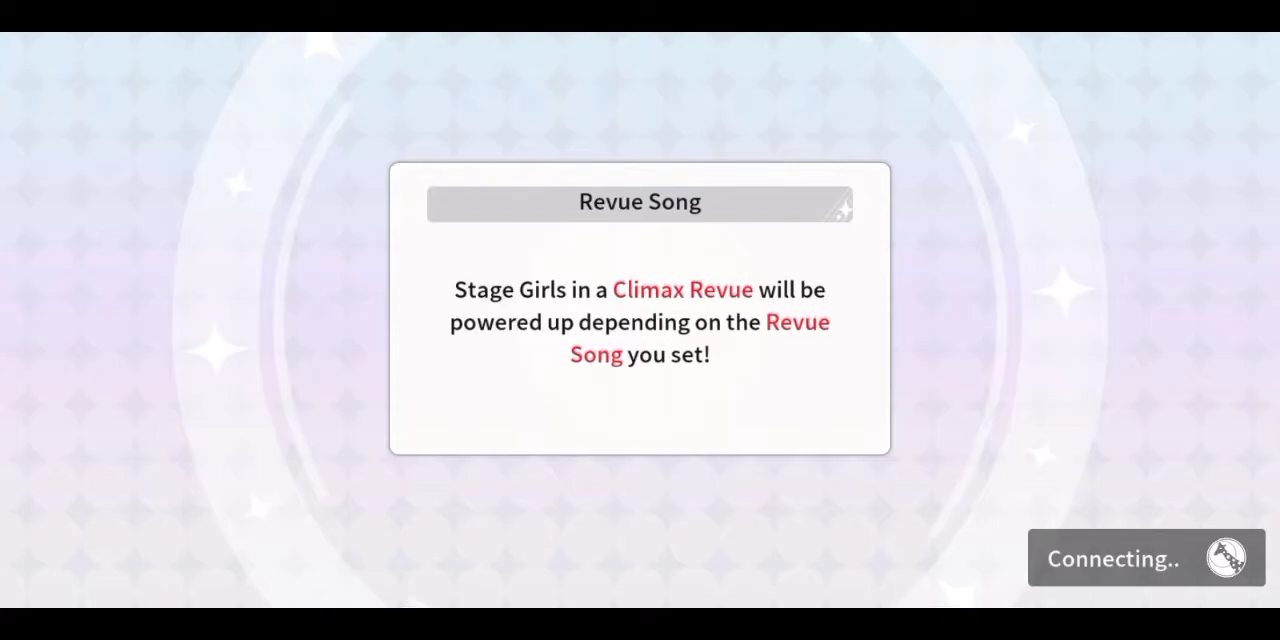 Revue Song
Stage Girls in a Climax Revue will be
powered up depending on the Revue
Song you set!
Connecting..